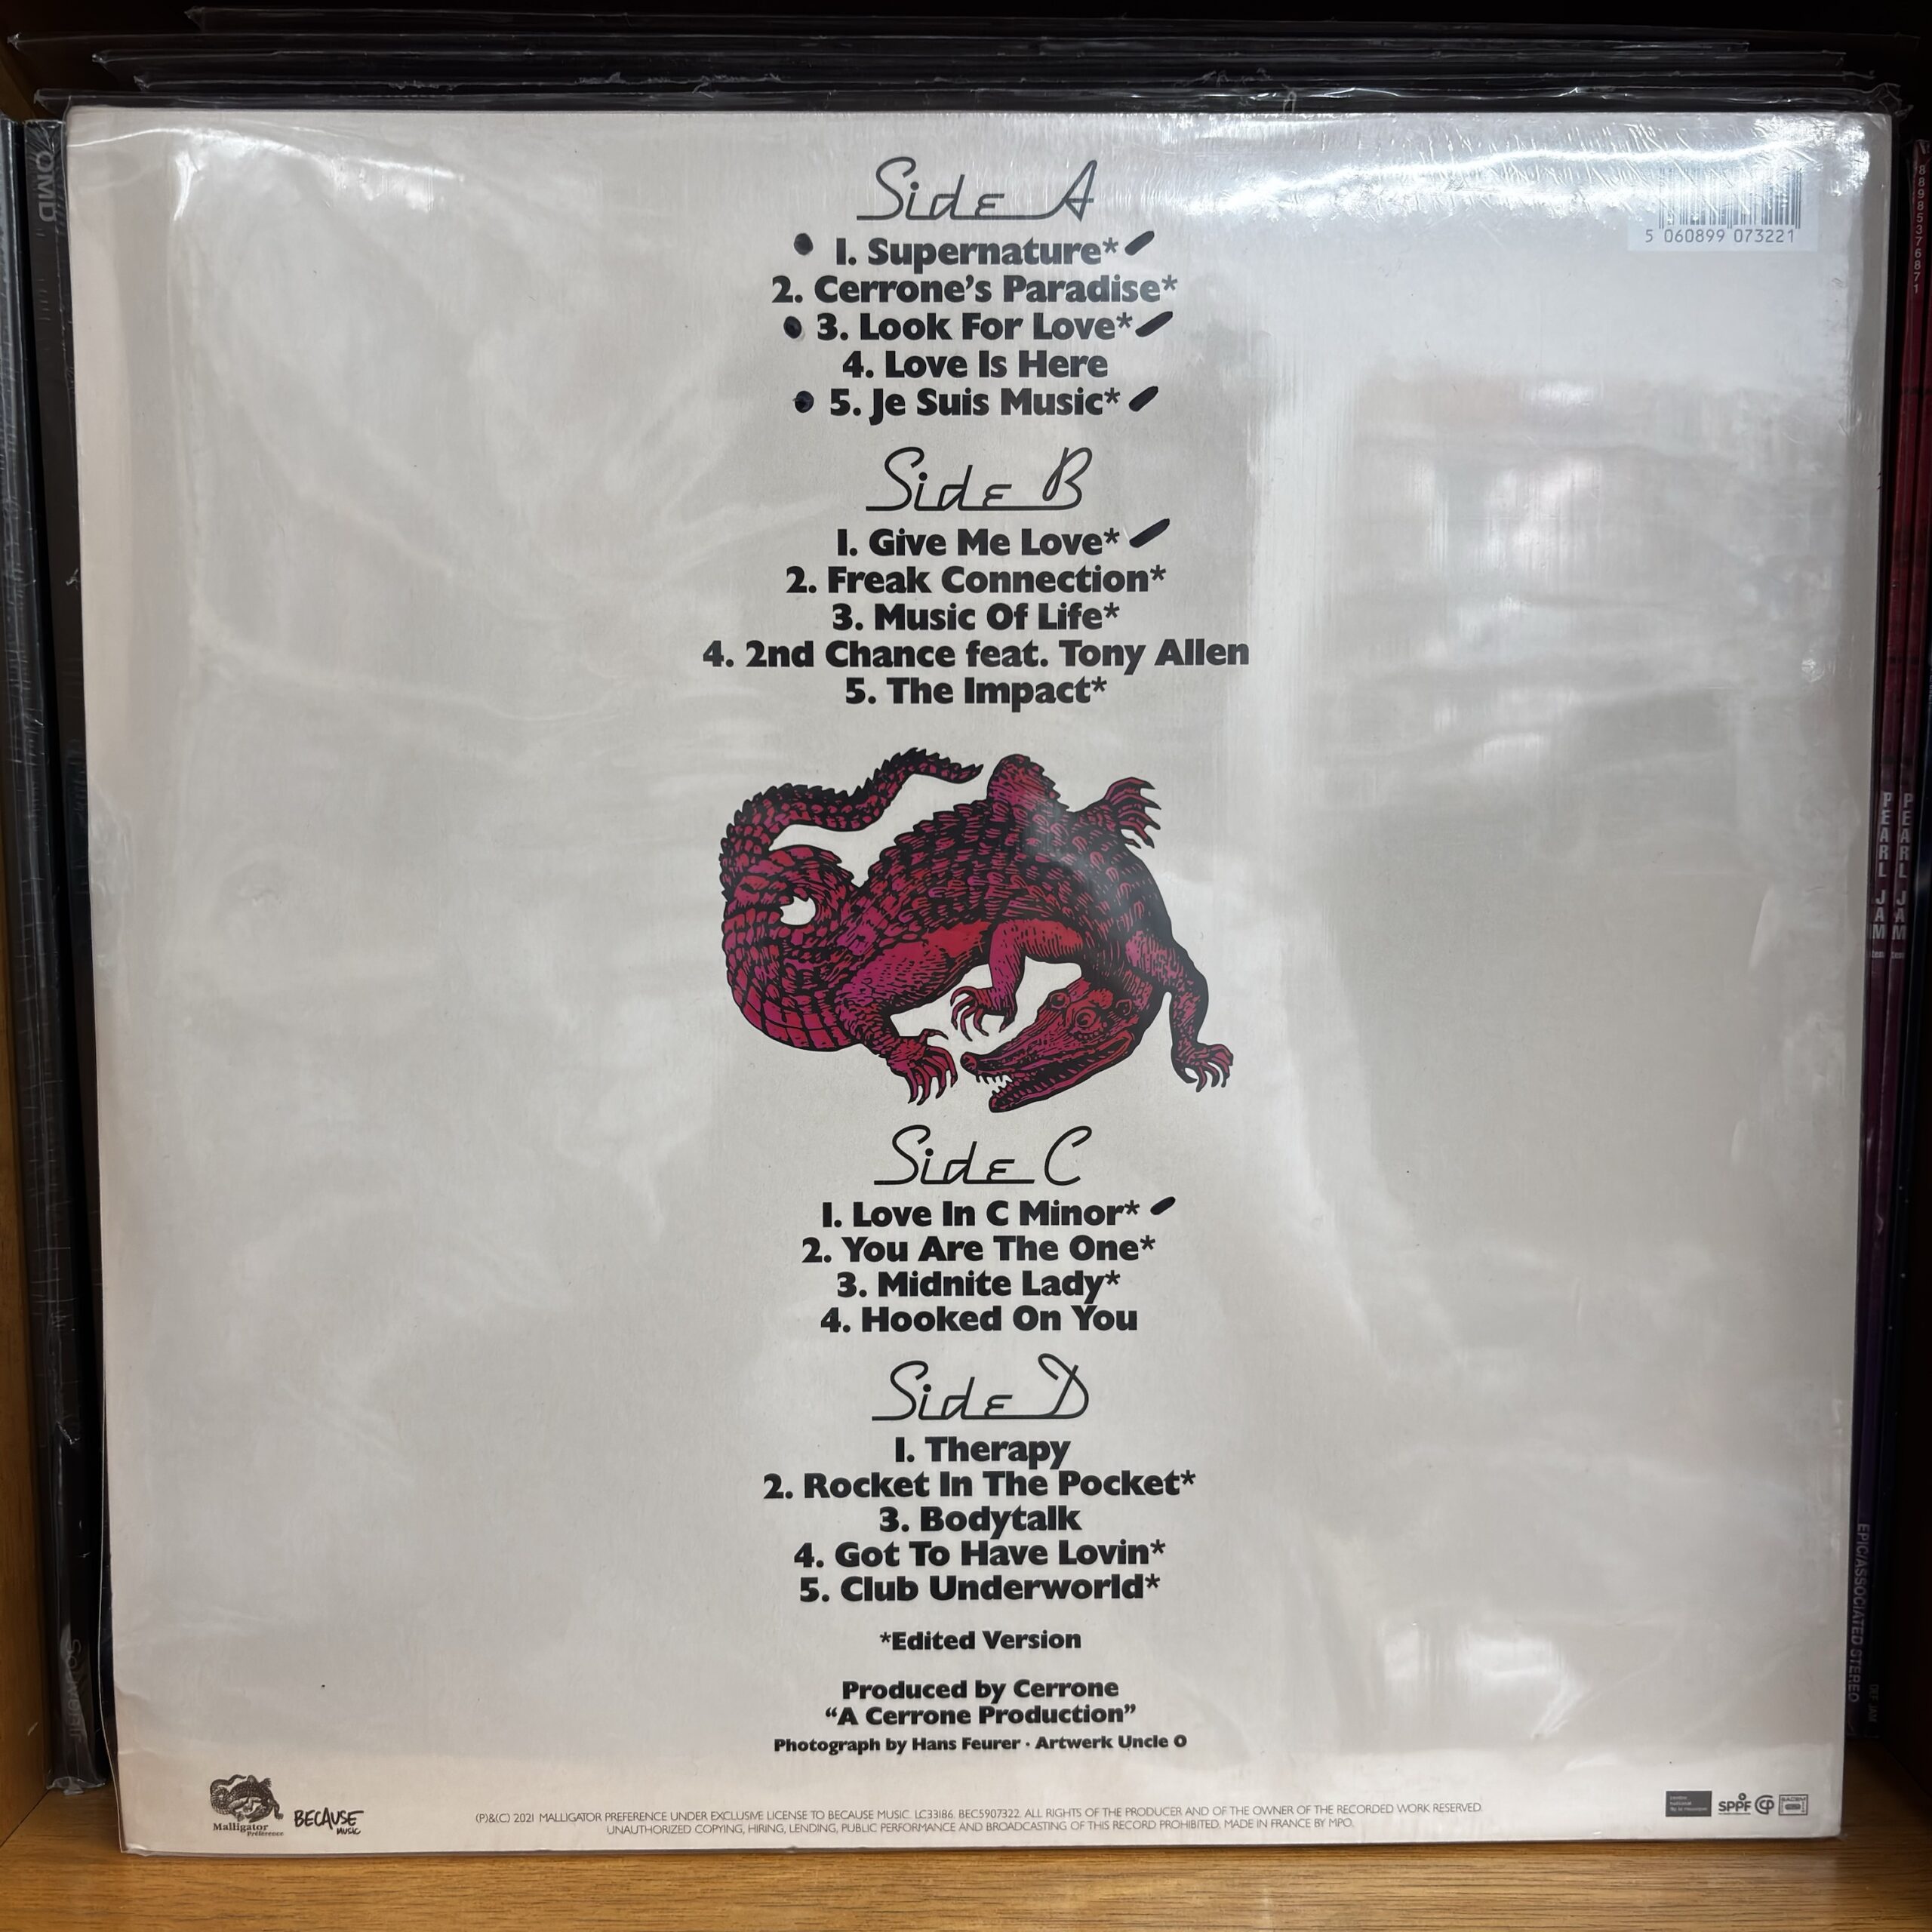 Side A
1. Supernature*
2. Cerrone's Paradise*
3. Look For Love*
4. Love Is Here
5. Je Suis Music*
5 060899 073221
Side B
1. Give Me Love*
2. Freak Connection*
3. Music Of Life*
4. 2nd Chance feat. Tony Allen
5. The Impact*
Side C
1. Love In C Minor*
2. You Are The One*
3. Midnite Lady*
4. Hooked On You
Side D
1. Therapy
2. Rocket In The Pocket*
3. Bodytalk
4. Got To Have Lovin*
5. Club Underworld*
*Edited Version
Produced by Cerrone
“A Cerrone Production”
Photograph by Hans Feurer · Artwerk Uncle O
Malligator
Préférence
BECAUSE
MUSIC
(P)&(C) 2021 MALLIGATOR PREFERENCE UNDER EXCLUSIVE LICENSE TO BECAUSE MUSIC. LC33186. BEC5907322. ALL RIGHTS OF THE PRODUCER AND OF THE OWNER OF THE RECORDED WORK RESERVED.
UNAUTHORIZED COPYING, HIRING, LENDING, PUBLIC PERFORMANCE AND BROADCASTING OF THIS RECORD PROHIBITED. MADE IN FRANCE BY MPO.
SPPF
SACEM
OMD
88985376871
PEARL JAM
PEARL JAM
EPIC/ASSOCIATED STEREO
DEF JAM